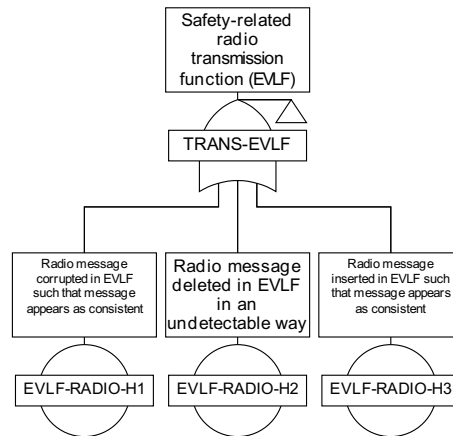 Safety-related
radio
transmission
function (EVLF)
TRANS-EVLF
Radio message
corrupted in EVLF
such that message
appears as consistent
Radio message
deleted in EVLF
in an
undetectable way
Radio message
inserted in EVLF such
that message appears
as consistent
EVLF-RADIO-H1
EVLF-RADIO-H2
EVLF-RADIO-H3